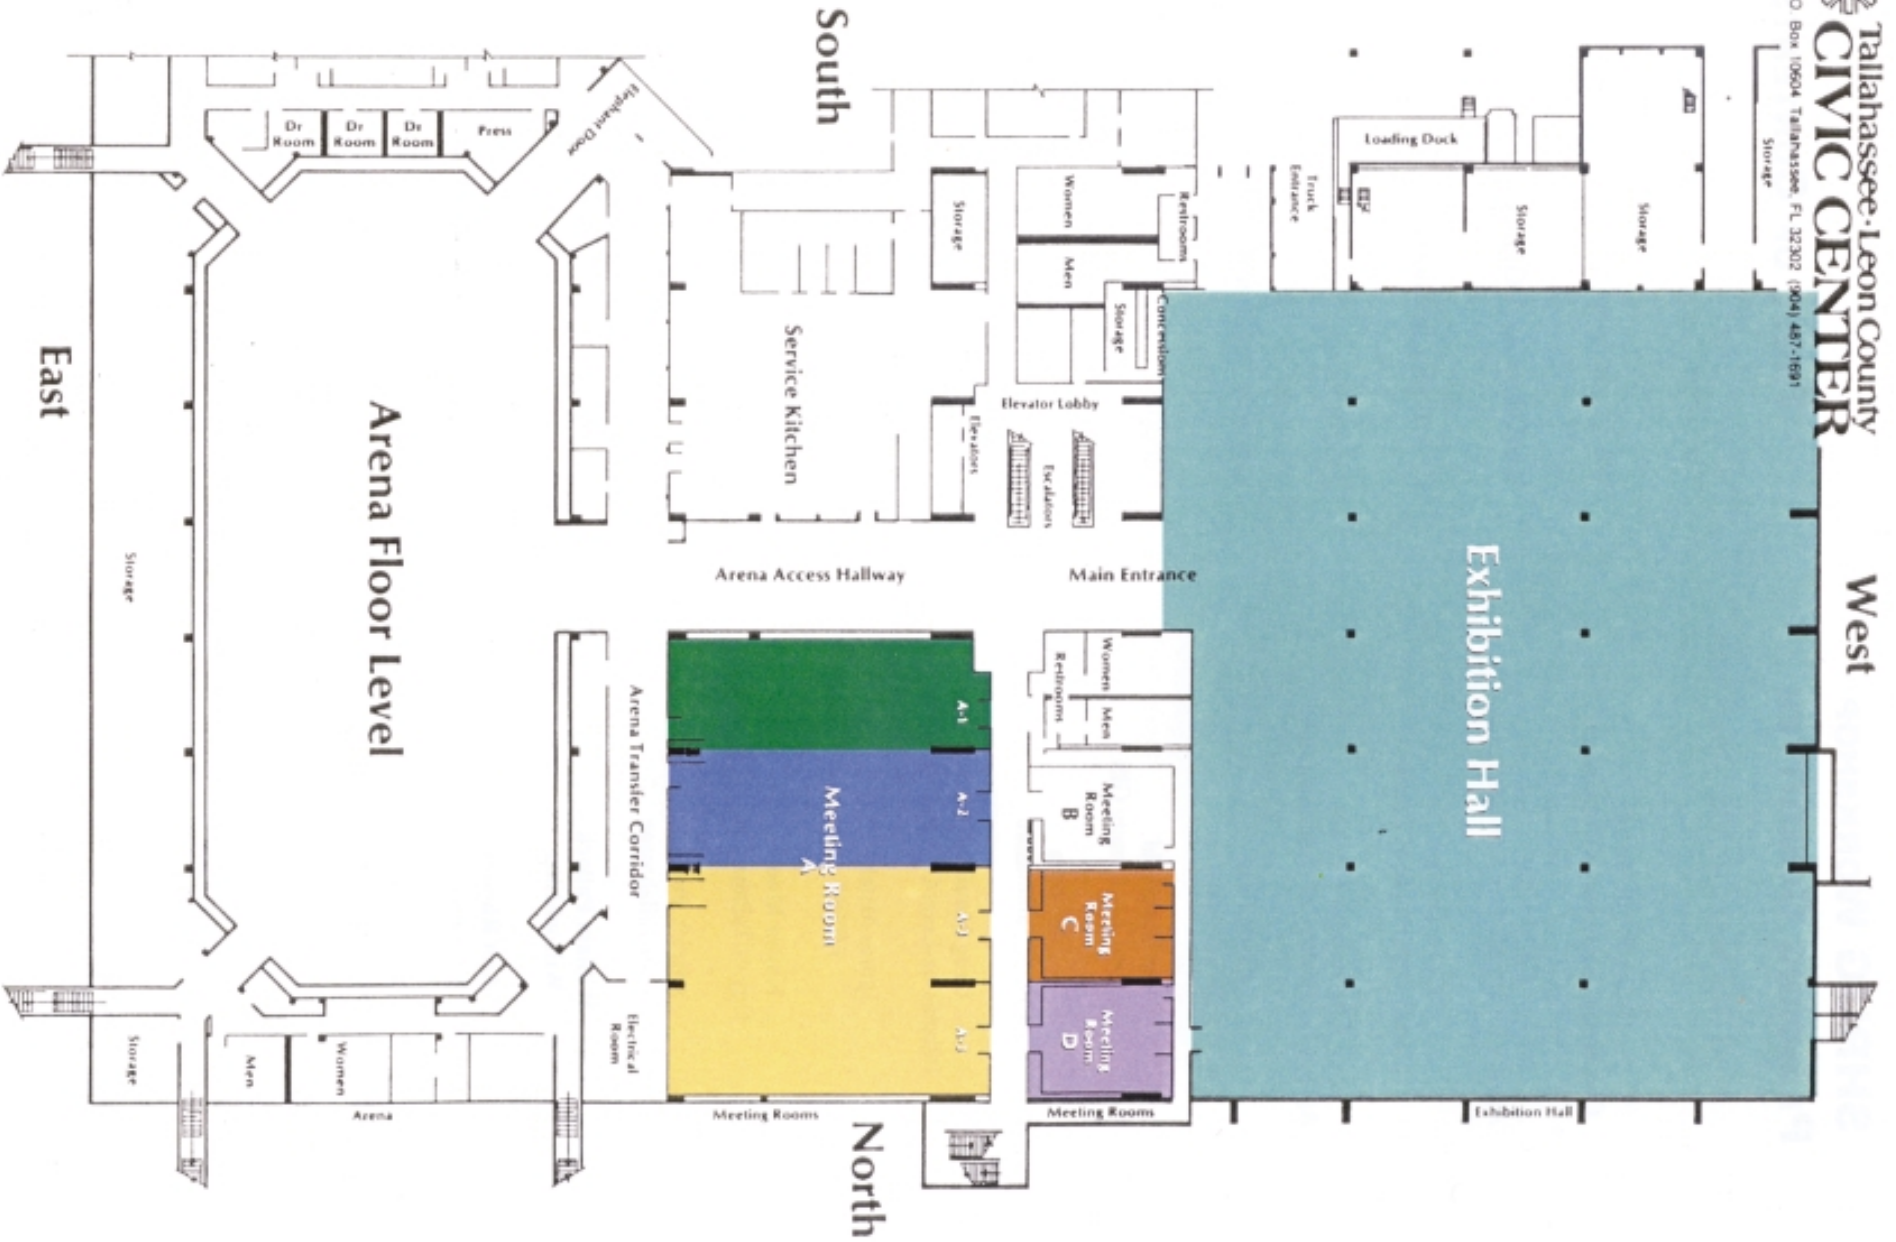 Tallahassee-Leon County
CIVIC CENTER
O. Box 10604 Tallahassee, FL 32302 (904) 487-1691
South
West
East
North
Storage
Loading Dock
Truck
Entrance
Storage
Storage
Restrooms
Women
Men
Storage
Concessions
Storage
Elevator Lobby
Elevators
Escalators
Service Kitchen
Elephant Door
Press
Dr
Room
Dr
Room
Dr
Room
Exhibition Hall
Main Entrance
Arena Access Hallway
Arena Floor Level
Storage
Women
Men
Restrooms
Meeting
Room
B
Meeting
Room
C
Meeting
Room
D
A-1
A-2
A-3
A-3
Meeting Room
A
Arena Transfer Corridor
Electrical
Room
Storage
Men
Women
Arena
Meeting Rooms
Meeting Rooms
Exhibition Hall